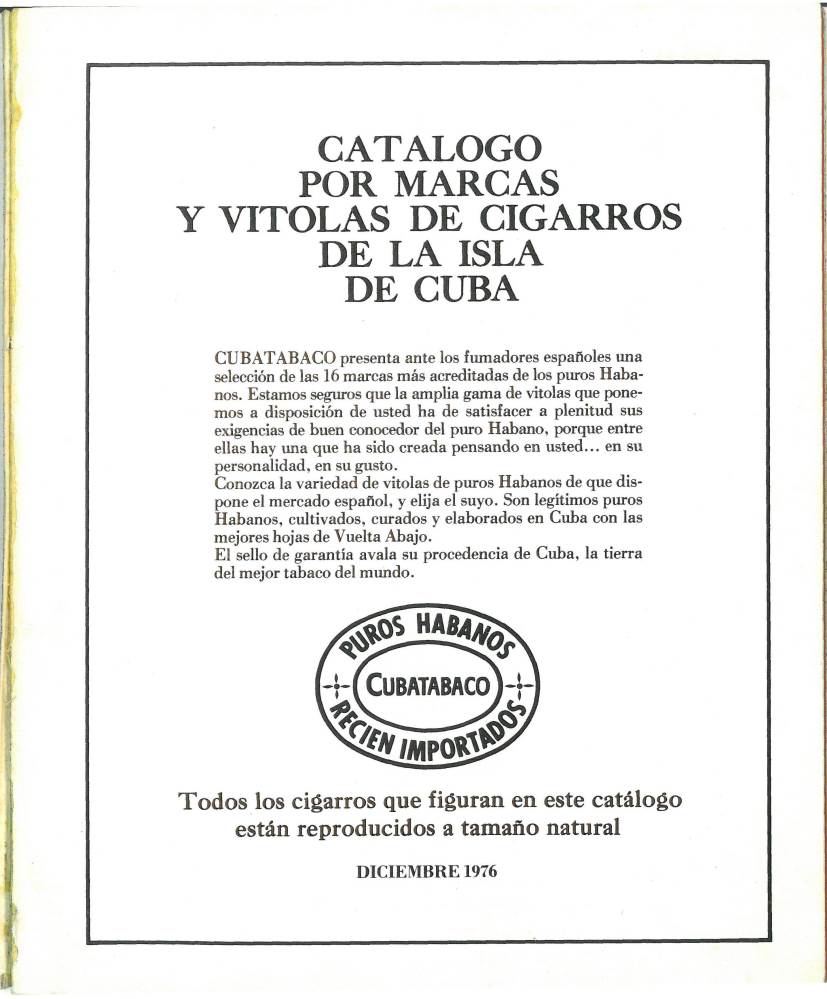 CATALOGO
POR MARCAS
Y VITOLAS DE CIGARROS
DE LA ISLA
DE CUBA
CUBATABACO presenta ante los fumadores españoles una
selección de las 16 marcas más acreditadas de los puros Haba-
nos. Estamos seguros que la amplia gama de vitolas que pone-
mos a disposición de usted ha de satisfacer a plenitud sus
exigencias de buen conocedor del puro Habano, porque entre
ellas hay una que ha sido creada pensando en usted... en su
personalidad, en su gusto.
Conozca la variedad de vitolas de puros Habanos de que dis-
pone el mercado español, y elija el suyo. Son legítimos puros
Habanos, cultivados, curados y elaborados en Cuba con las
mejores hojas de Vuelta Abajo.
El sello de garantía avala su procedencia de Cuba, la tierra
del mejor tabaco del mundo.
PUROS HABANOS
CUBATABACO
RECIEN IMPORTADOS
Todos los cigarros que figuran en este catálogo
están reproducidos a tamaño natural
DICIEMBRE 1976